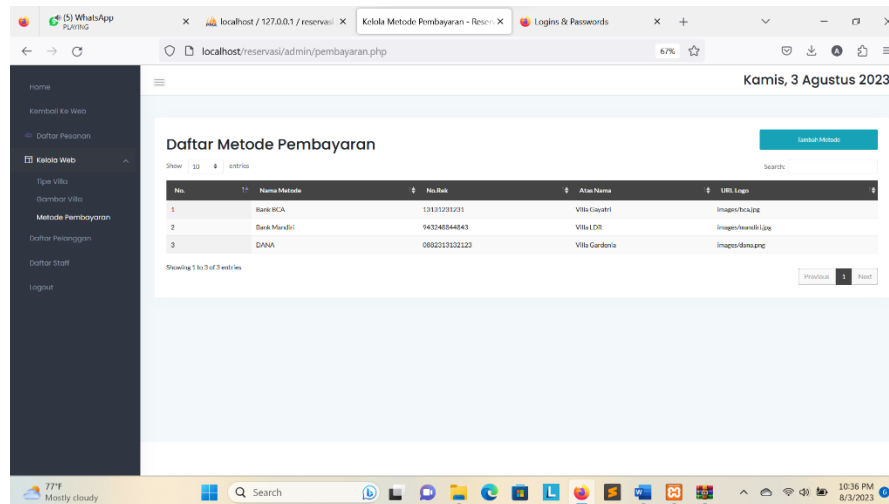 (5) WhatsApp
PLAYING
localhost / 127.0.0.1 / reservasi
Kelola Metode Pembayaran - Reserv
Logins & Passwords
localhost/reservasi/admin/pembayaran.php
67%
Kamis, 3 Agustus 2023
Home
Kembali Ke Web
Daftar Pesanan
Kelola Web
Tipe Villa
Gambar Villa
Metode Pembayaran
Daftar Pelanggan
Daftar Staff
Logout
Daftar Metode Pembayaran
Tambah Metode
Show 10 entries
Search:
No. Nama Metode No.Rek Atas Nama URL Logo
1 Bank BCA 13131231231 Villa Gayatri images/bca.jpg
2 Bank Mandiri 943248844843 Villa LDR images/mandiri.jpg
3 DANA 0882313132123 Villa Gardenia images/dana.png
Showing 1 to 3 of 3 entries
Previous 1 Next
77°F
Mostly cloudy
Search
10:36 PM
8/3/2023